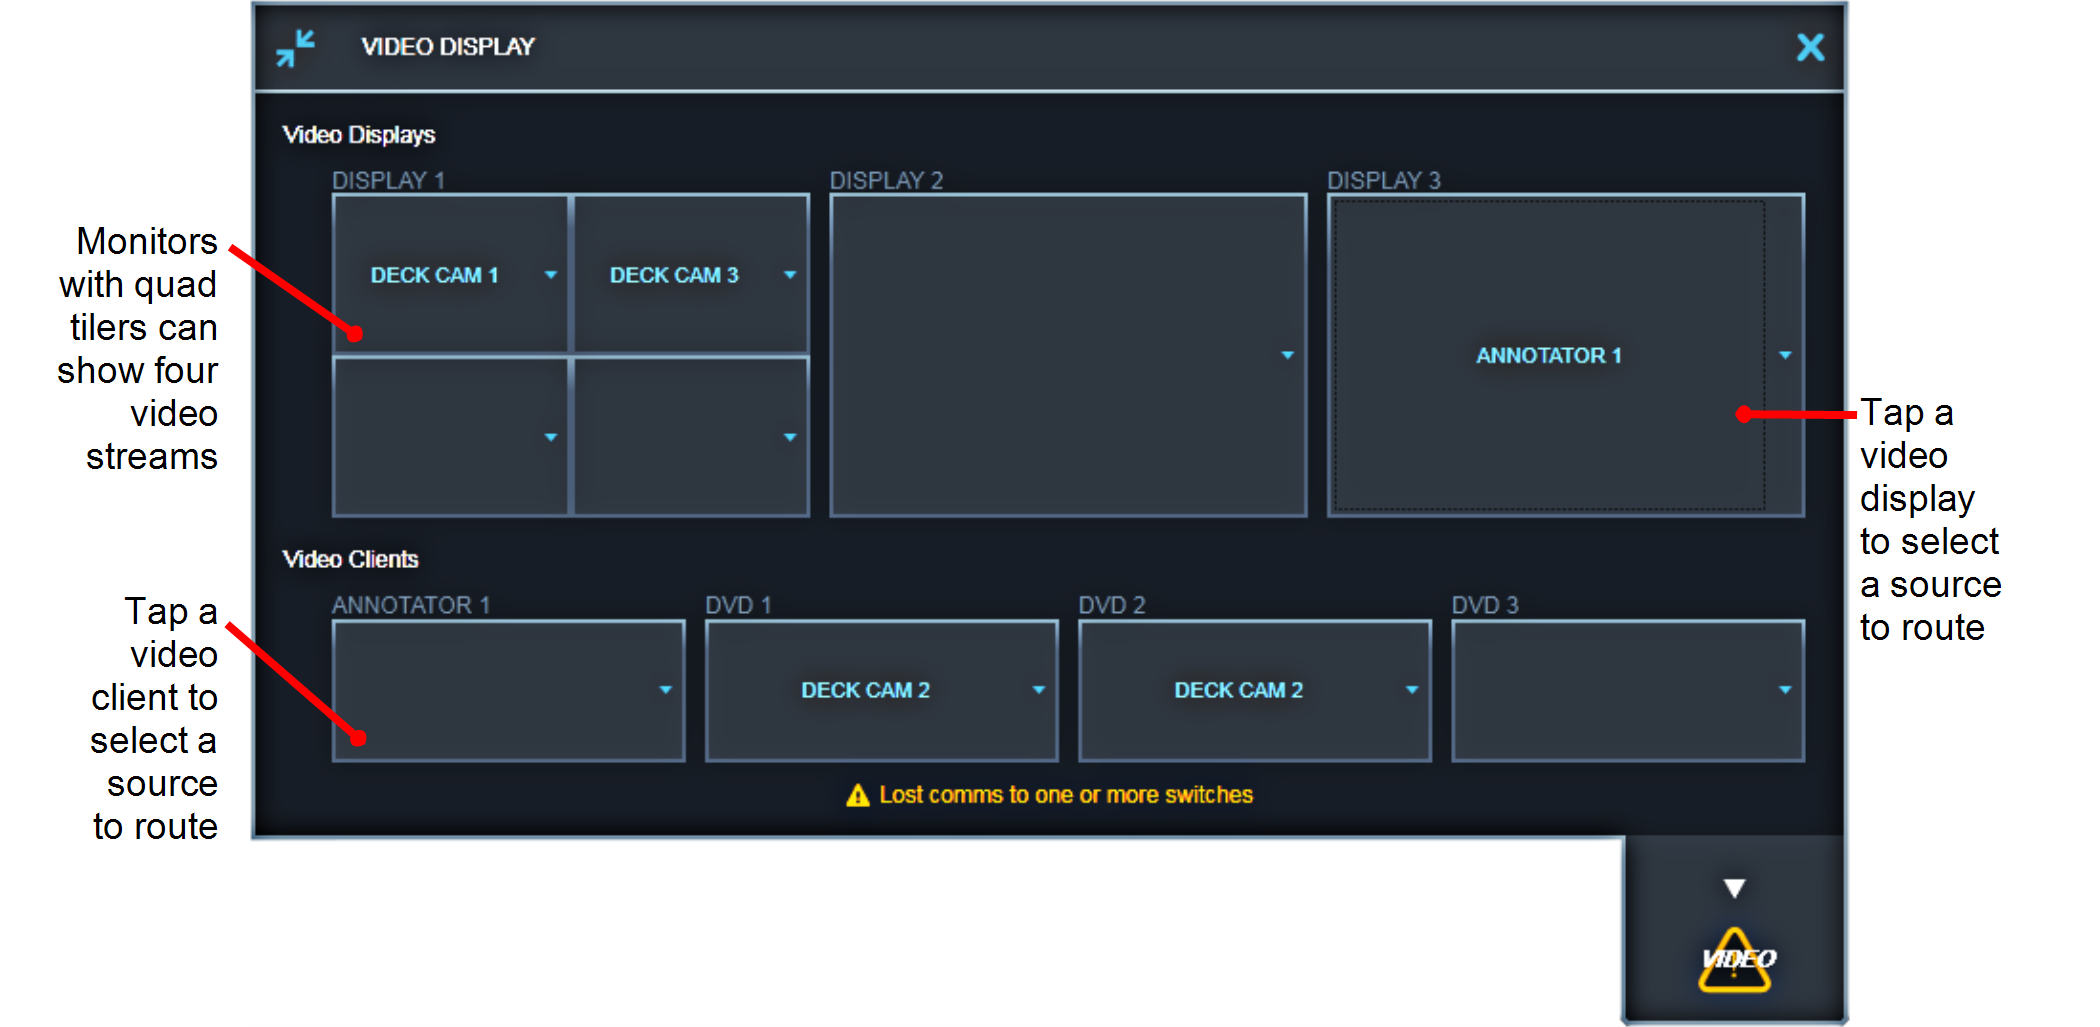 VIDEO DISPLAY
Video Displays
DISPLAY 1
DISPLAY 2
DISPLAY 3
DECK CAM 1
DECK CAM 3
ANNOTATOR 1
Monitors
with quad
tilers can
show four
video
streams
Tap a
video
display
to select
a source
to route
Video Clients
ANNOTATOR 1
DVD 1
DVD 2
DVD 3
DECK CAM 2
DECK CAM 2
Tap a
video
client to
select a
source
to route
Lost comms to one or more switches
VIDEO